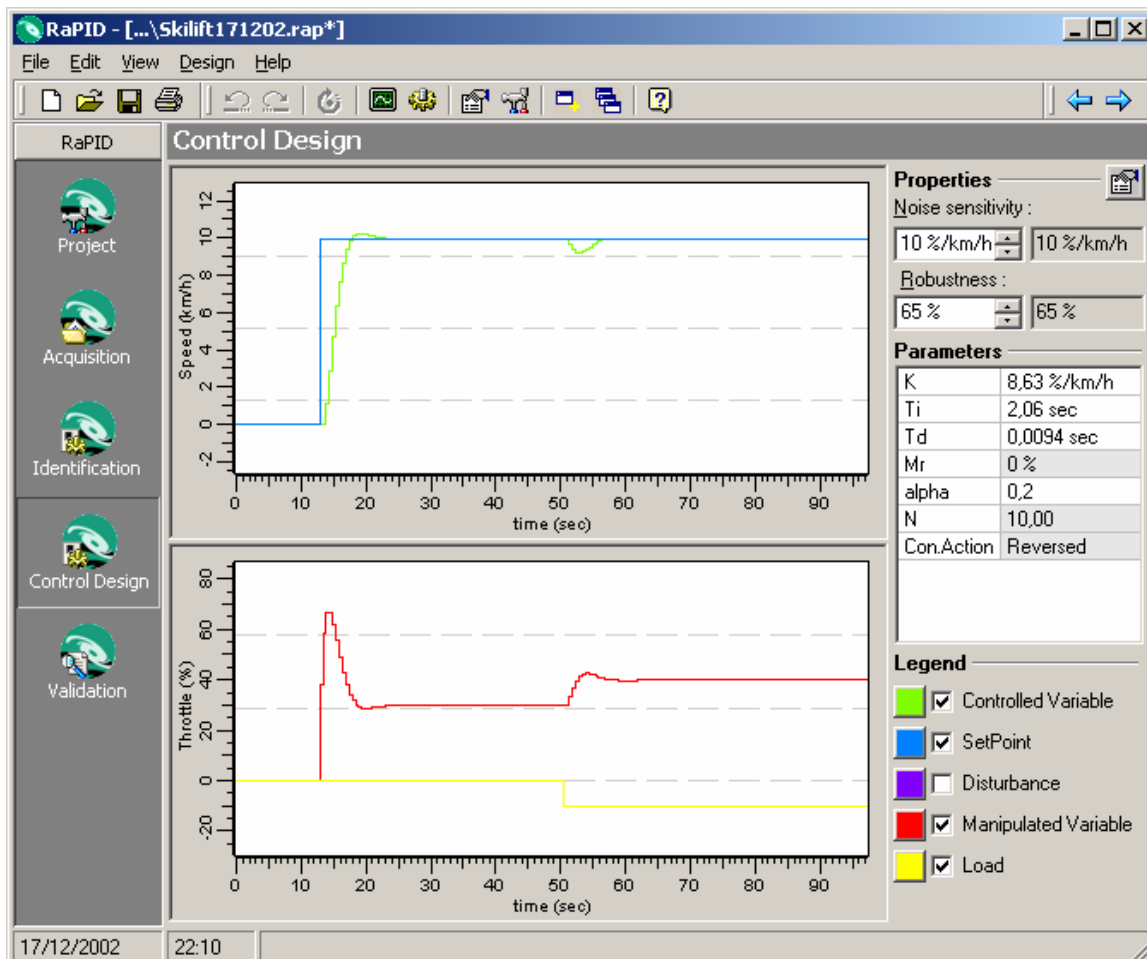 RaPID - [...\Skilift171202.rap*]
File Edit View Design Help
RaPID
Control Design
Project
Acquisition
Identification
Control Design
Validation
Speed (km/h)
12
10
8
6
4
2
0
-2
0 10 20 30 40 50 60 70 80 90
time (sec)
Throttle (%)
80
60
40
20
0
-20
0 10 20 30 40 50 60 70 80 90
time (sec)
Properties
Noise sensitivity :
10 %/km/h 10 %/km/h
Robustness :
65 % 65 %
Parameters
K 8,63 %/km/h
Ti 2,06 sec
Td 0,0094 sec
Mr 0 %
alpha 0,2
N 10,00
Con.Action Reversed
Legend
Controlled Variable
SetPoint
Disturbance
Manipulated Variable
Load
17/12/2002 22:10